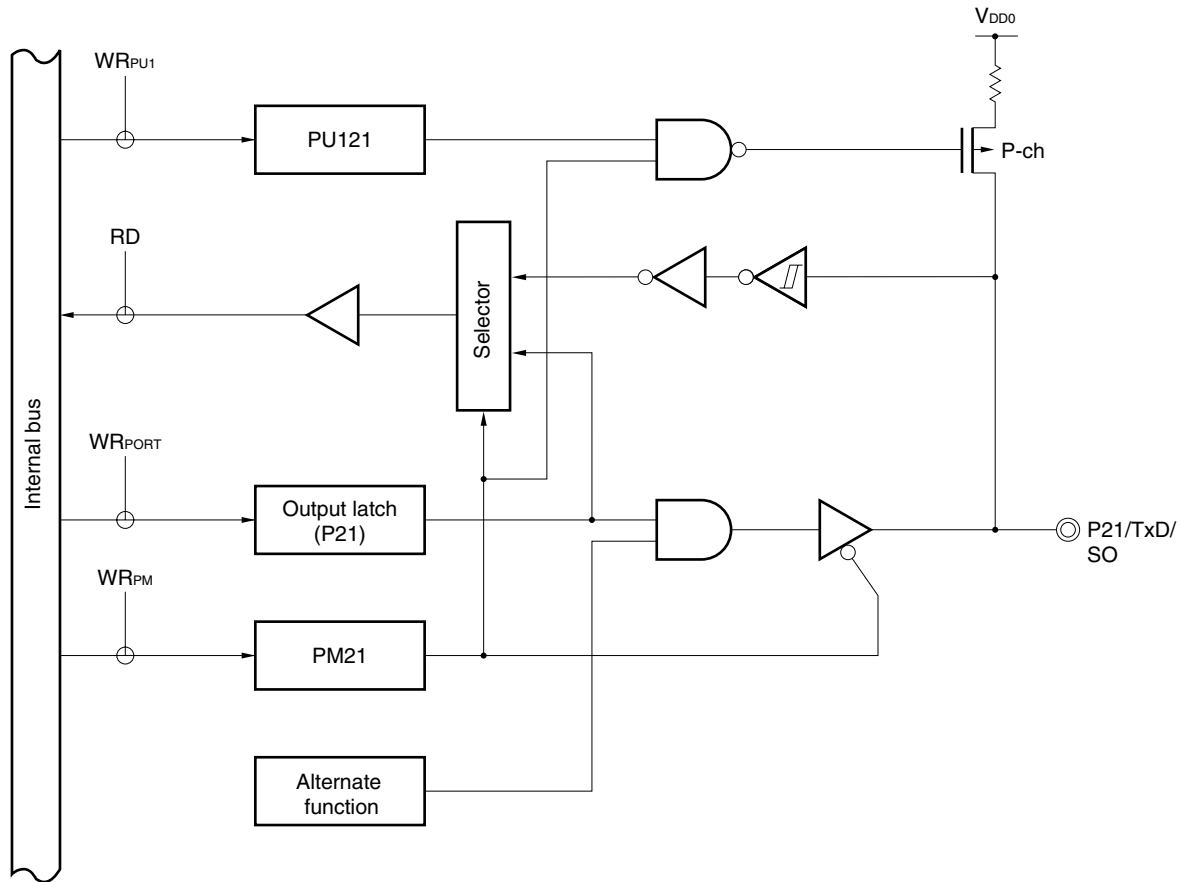 VDD0
WRPU1
PU121
P-ch
RD
Selector
Internal bus
WRPORT
Output latch
(P21)
P21/TxD/
SO
WRPM
PM21
Alternate
function